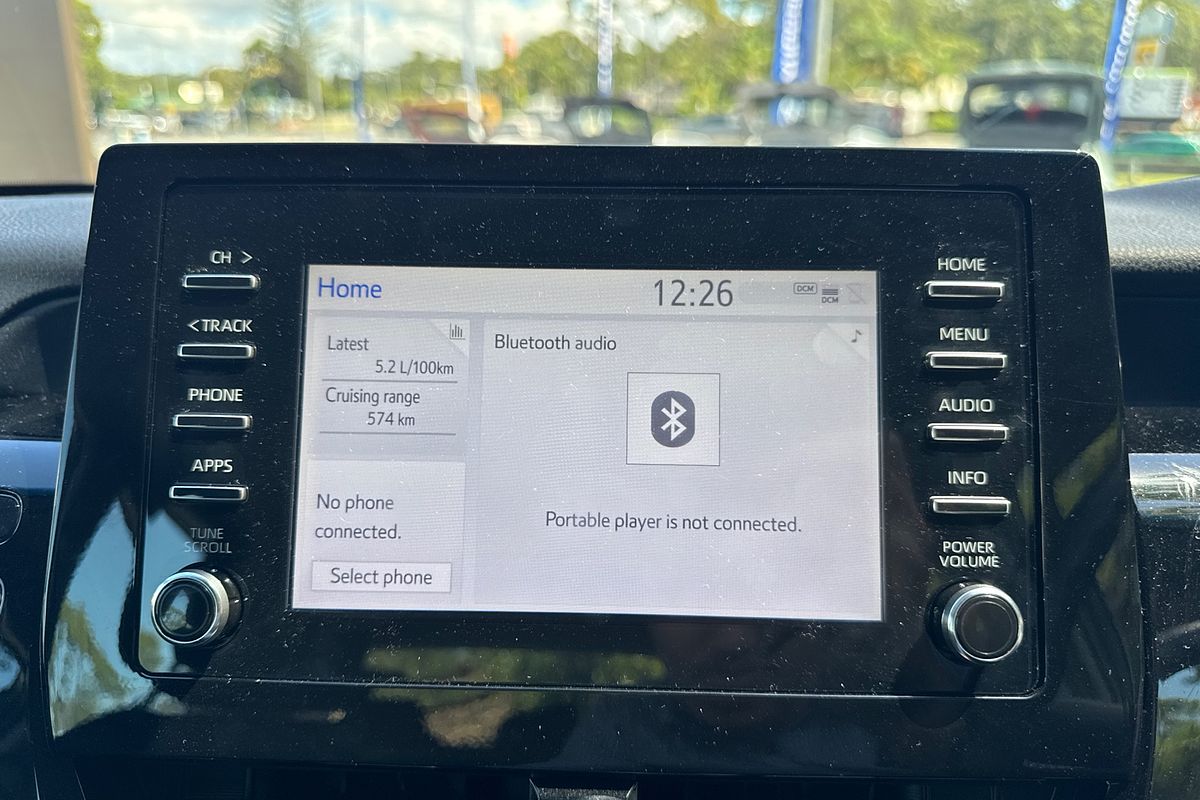 CH >
<TRACK
PHONE
APPS
TUNE
SCROLL
Home
12:26
DCM
DCM
Latest
5.2 L/100km
Cruising range
574 km
No phone
connected.
Select phone
Bluetooth audio
Portable player is not connected.
HOME
MENU
AUDIO
INFO
POWER
VOLUME